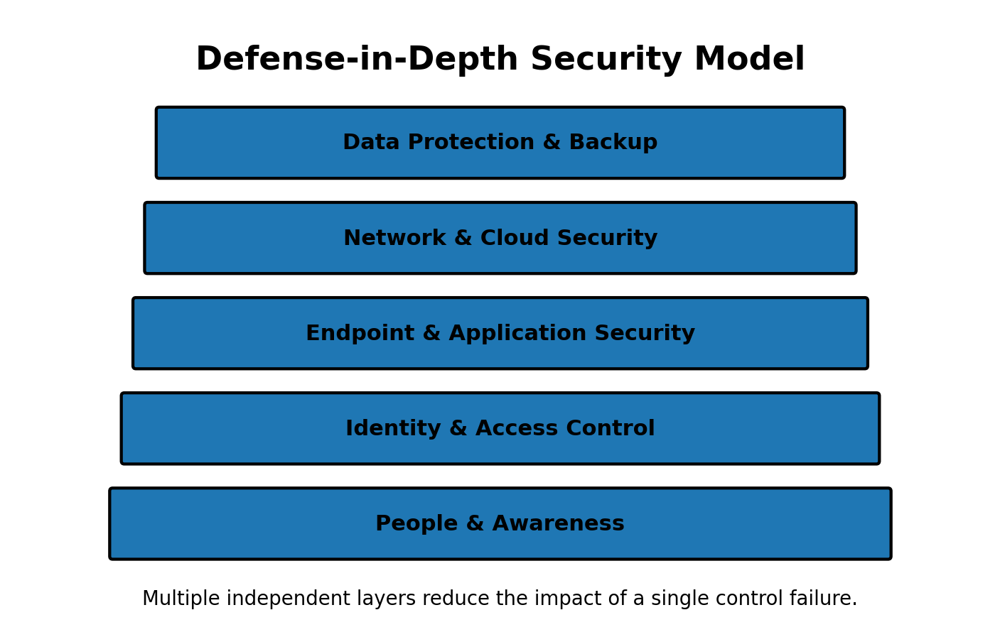 Defense-in-Depth Security Model
Data Protection & Backup
Network & Cloud Security
Endpoint & Application Security
Identity & Access Control
People & Awareness
Multiple independent layers reduce the impact of a single control failure.